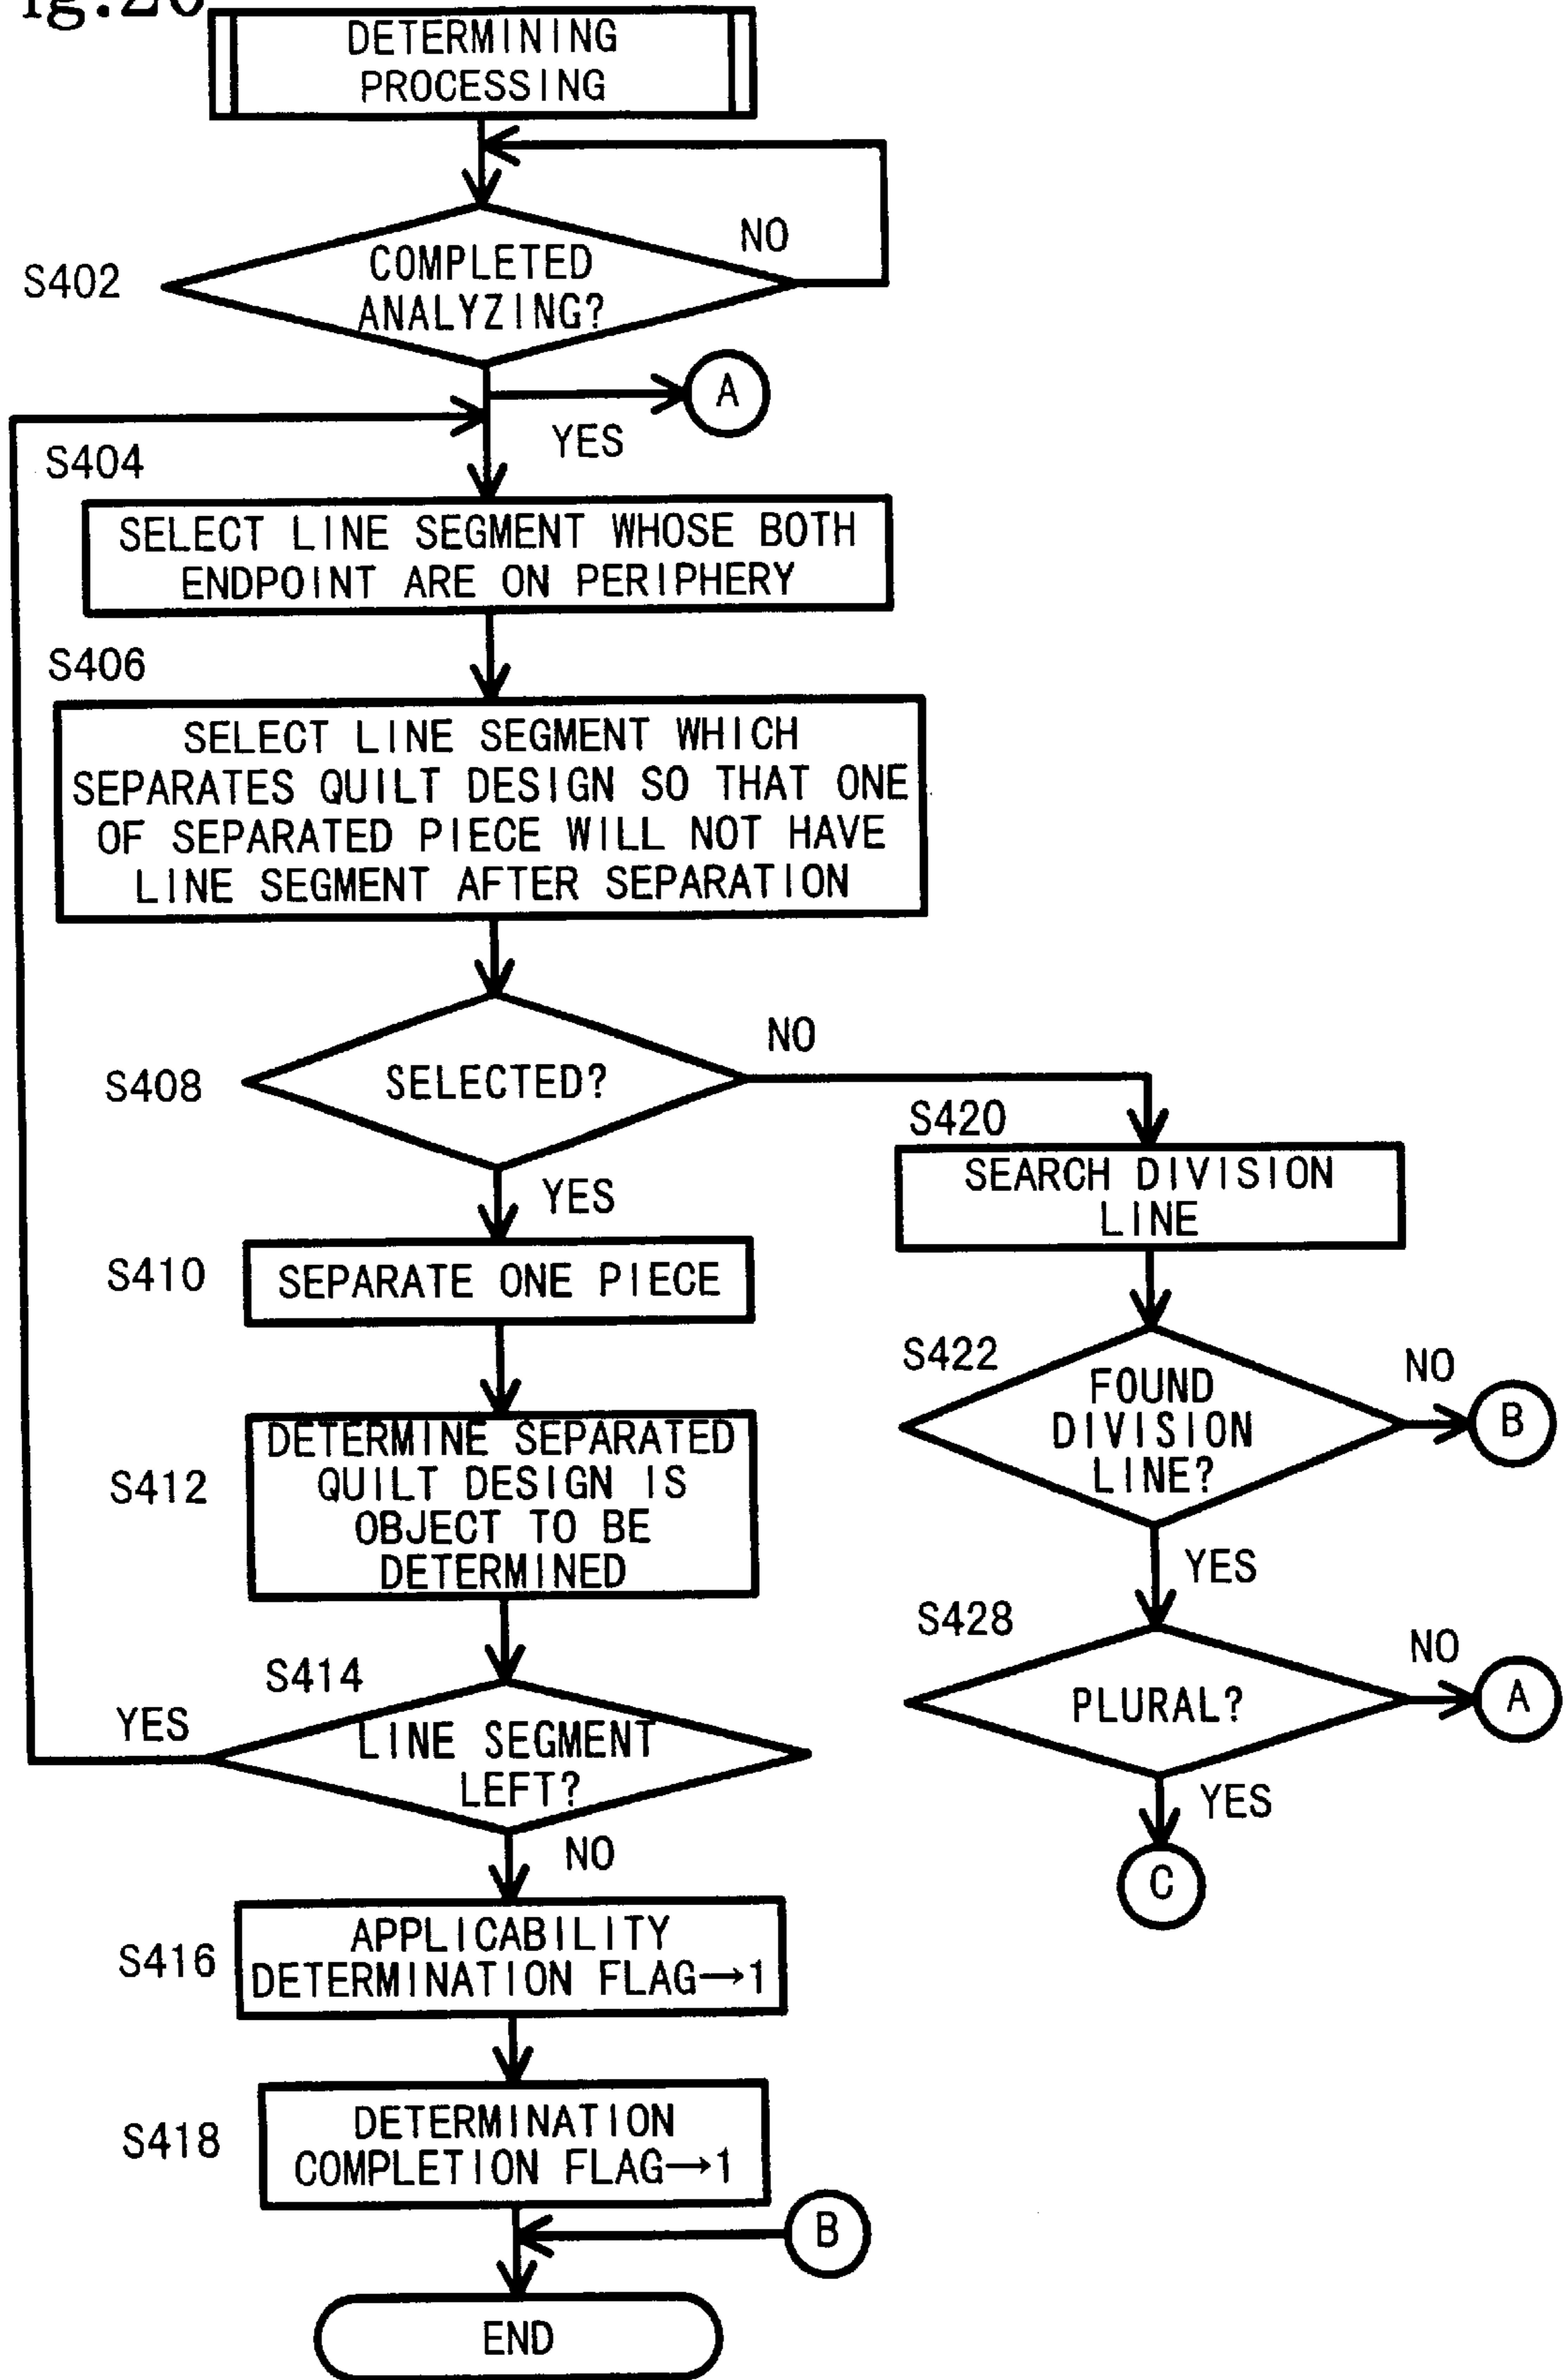 DETERMINING
PROCESSING
S402
COMPLETED
ANALYZING?
NO
A
YES
S404
SELECT LINE SEGMENT WHOSE BOTH
ENDPOINT ARE ON PERIPHERY
S406
SELECT LINE SEGMENT WHICH
SEPARATES QUILT DESIGN SO THAT ONE
OF SEPARATED PIECE WILL NOT HAVE
LINE SEGMENT AFTER SEPARATION
S408
SELECTED?
NO
YES
S410
SEPARATE ONE PIECE
S412
DETERMINE SEPARATED
QUILT DESIGN IS
OBJECT TO BE
DETERMINED
S414
YES
LINE SEGMENT
LEFT?
NO
S416
APPLICABILITY
DETERMINATION FLAG→1
S418
DETERMINATION
COMPLETION FLAG→1
B
END
S420
SEARCH DIVISION
LINE
S422
FOUND
DIVISION
LINE?
NO
B
YES
S428
PLURAL?
NO
A
YES
C